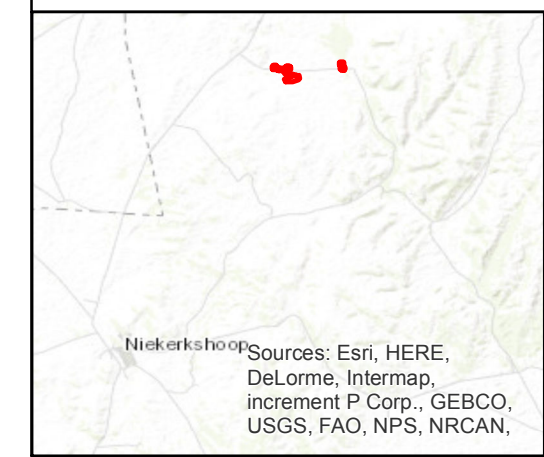 Niekerkshoop
Sources: Esri, HERE,
DeLorme, Intermap,
increment P Corp., GEBCO,
USGS, FAO, NPS, NRCAN,